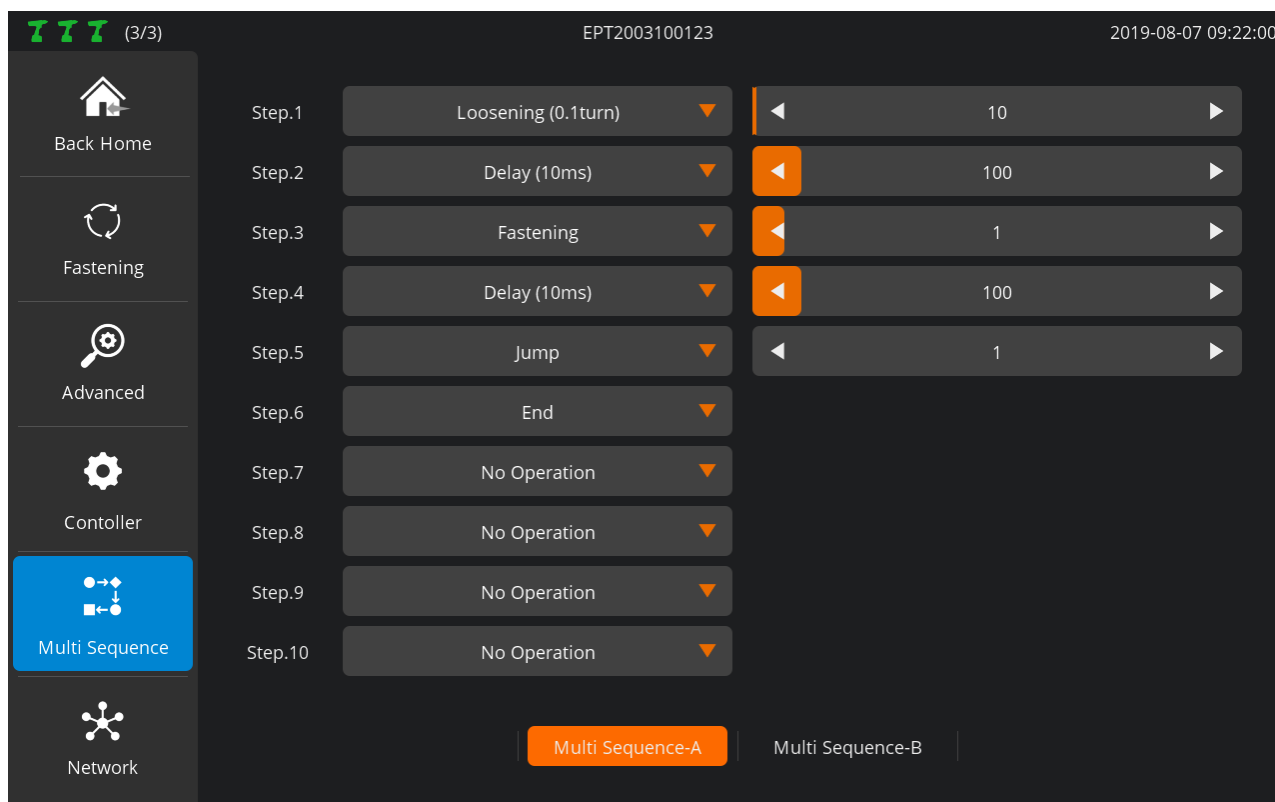 (3/3) EPT2003100123 2019-08-07 09:22:00
Back Home
Fastening
Advanced
Contoller
Multi Sequence
Network
Step.1 Loosening (0.1turn) 10
Step.2 Delay (10ms) 100
Step.3 Fastening 1
Step.4 Delay (10ms) 100
Step.5 Jump 1
Step.6 End
Step.7 No Operation
Step.8 No Operation
Step.9 No Operation
Step.10 No Operation
Multi Sequence-A Multi Sequence-B